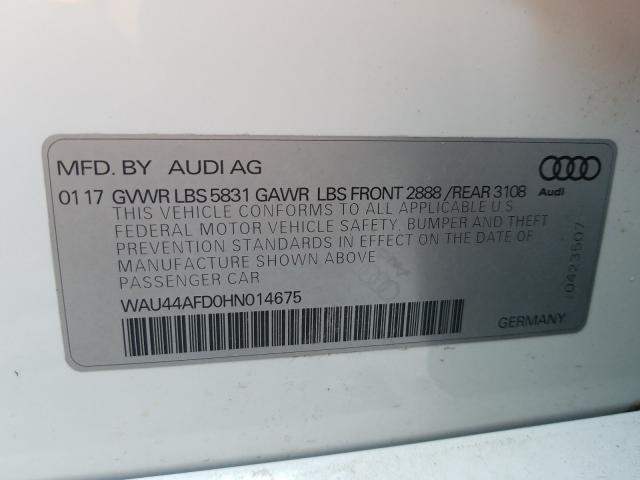 MFD. BY AUDI AG
01 17 GVWR LBS 5831 GAWR LBS FRONT 2888 /REAR 3108
Audi
THIS VEHICLE CONFORMS TO ALL APPLICABLE U S
FEDERAL MOTOR VEHICLE SAFETY, BUMPER AND THEFT
PREVENTION STANDARDS IN EFFECT ON THE DATE OF
MANUFACTURE SHOWN ABOVE
PASSENGER CAR
WAU44AFD0HN014675
GERMANY
0423507